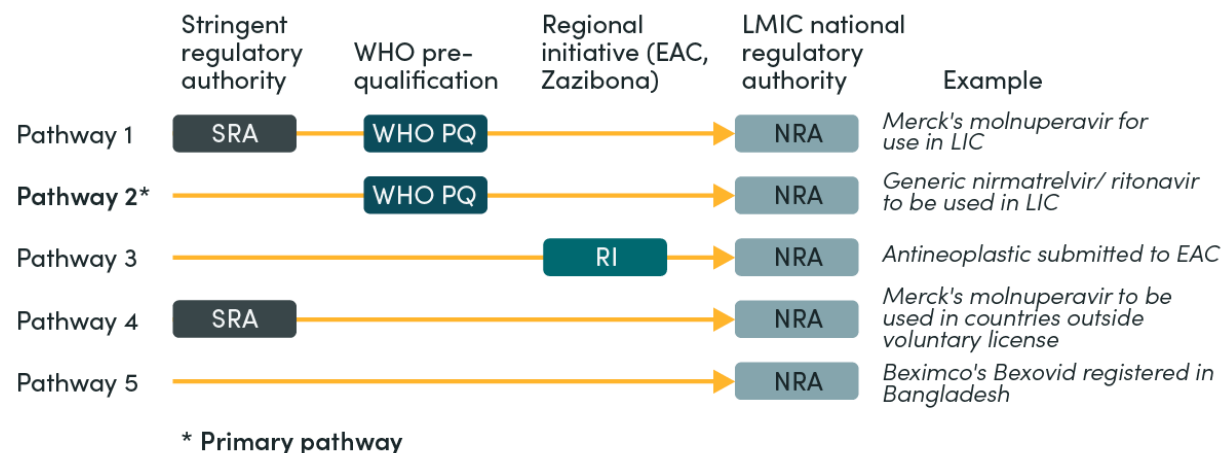 Stringent
regulatory
authority
WHO pre-
qualification
Regional
initiative (EAC,
Zazibona)
LMIC national
regulatory
authority
Example
Pathway 1
SRA
WHO PQ
NRA
Merck's molnuperavir for
use in LIC
Pathway 2*
WHO PQ
NRA
Generic nirmatrelvir/ ritonavir
to be used in LIC
Pathway 3
RI
NRA
Antineoplastic submitted to EAC
Pathway 4
SRA
NRA
Merck's molnuperavir to be
used in countries outside
voluntary license
Pathway 5
NRA
Beximco's Bexovid registered in
Bangladesh
* Primary pathway